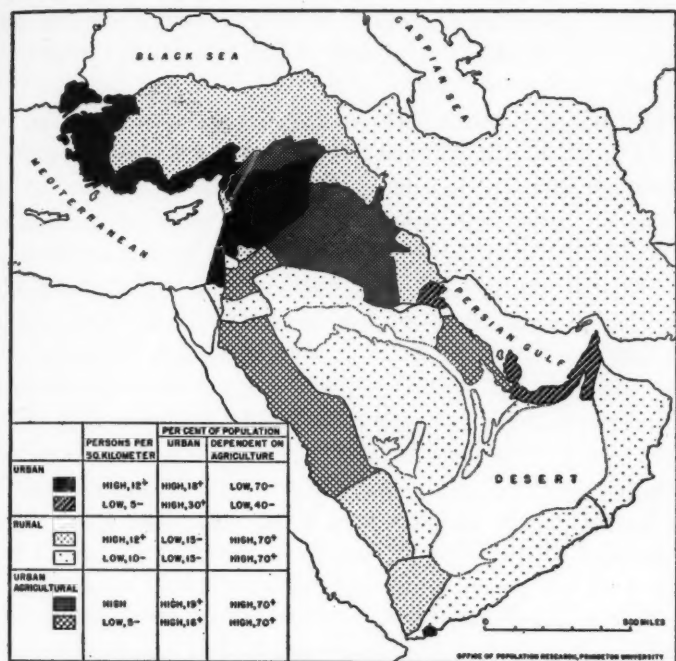 BLACK SEA
CASPIAN SEA
MEDITERRANEAN
PERSIAN GULF
DESERT
PER CENT OF POPULATION
PERSONS PER SQ. KILOMETER URBAN DEPENDENT ON AGRICULTURE
URBAN
HIGH, 12+ HIGH, 18+ LOW, 70-
LOW, 5- HIGH, 30+ LOW, 40-
RURAL
HIGH, 12+ LOW, 15- HIGH, 70+
LOW, 10- LOW, 15- HIGH, 70+
URBAN
AGRICULTURAL
HIGH HIGH, 19+ HIGH, 70+
LOW, 5- HIGH, 16+ HIGH, 70+
0 500 MILES
OFFICE OF POPULATION RESEARCH, PRINCETON UNIVERSITY